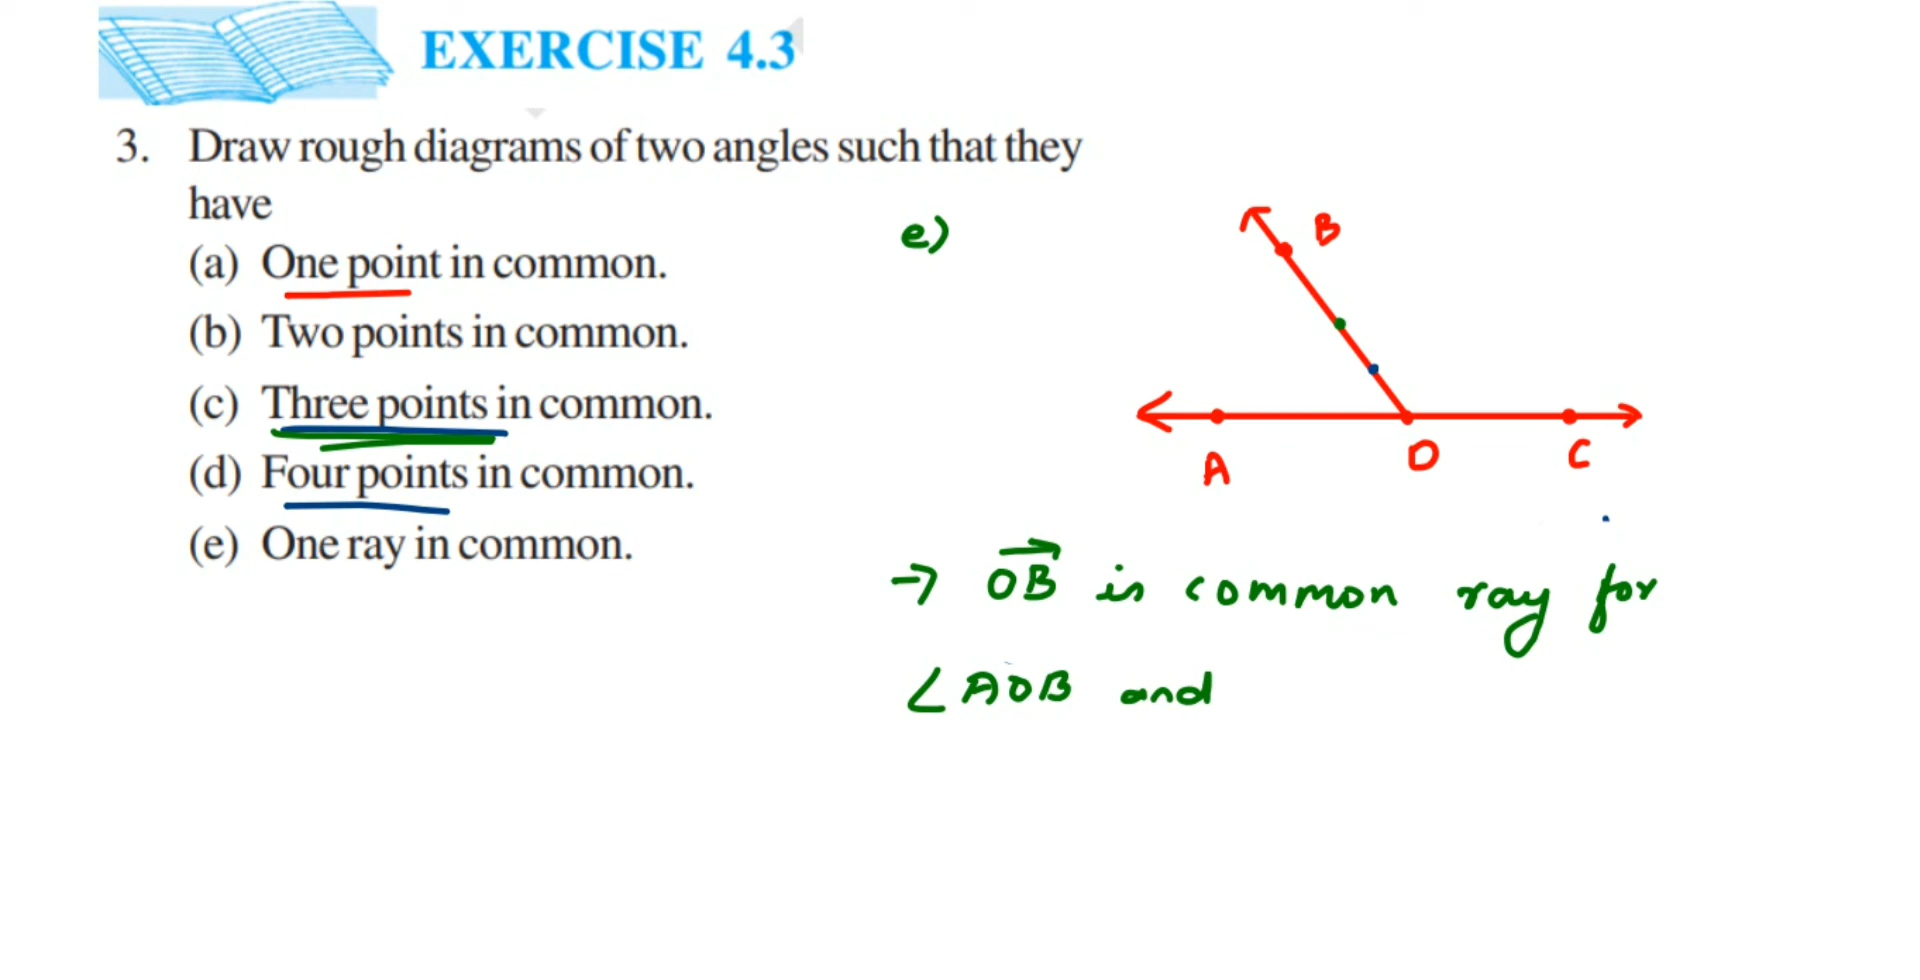 EXERCISE 4.3
3. Draw rough diagrams of two angles such that they
have
(a) One point in common.
(b) Two points in common.
(c) Three points in common.
(d) Four points in common.
(e) One ray in common.
e)
B
A
O
C
→ OB is common ray for
∠AOB and